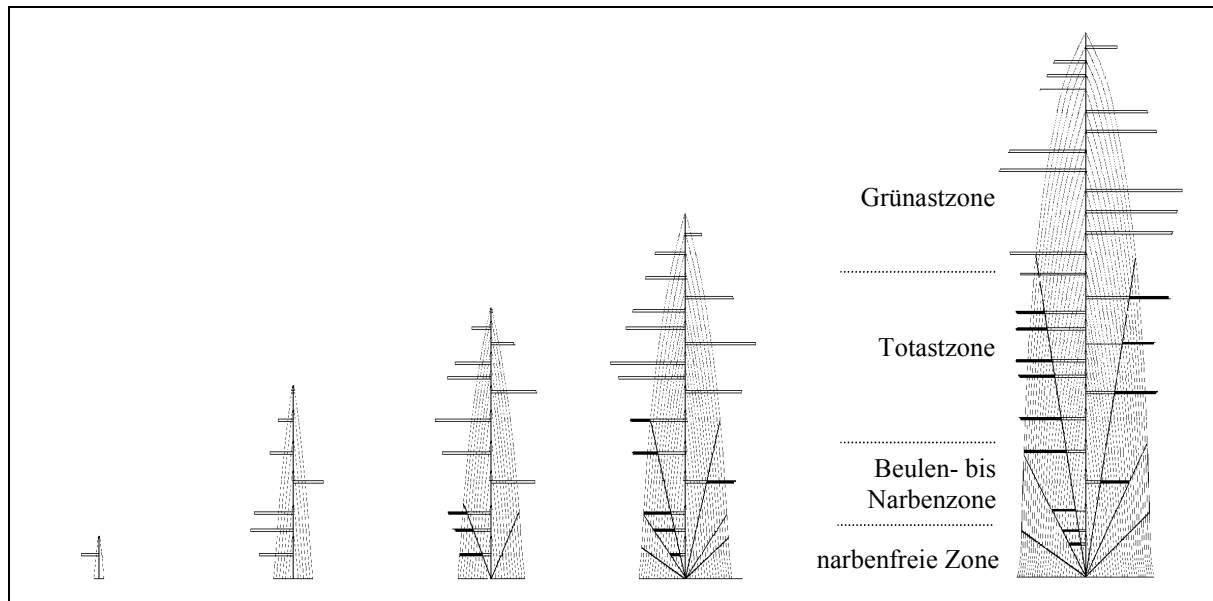 Grünastzone
Totastzone
Beulen- bis
Narbenzone
narbenfreie Zone